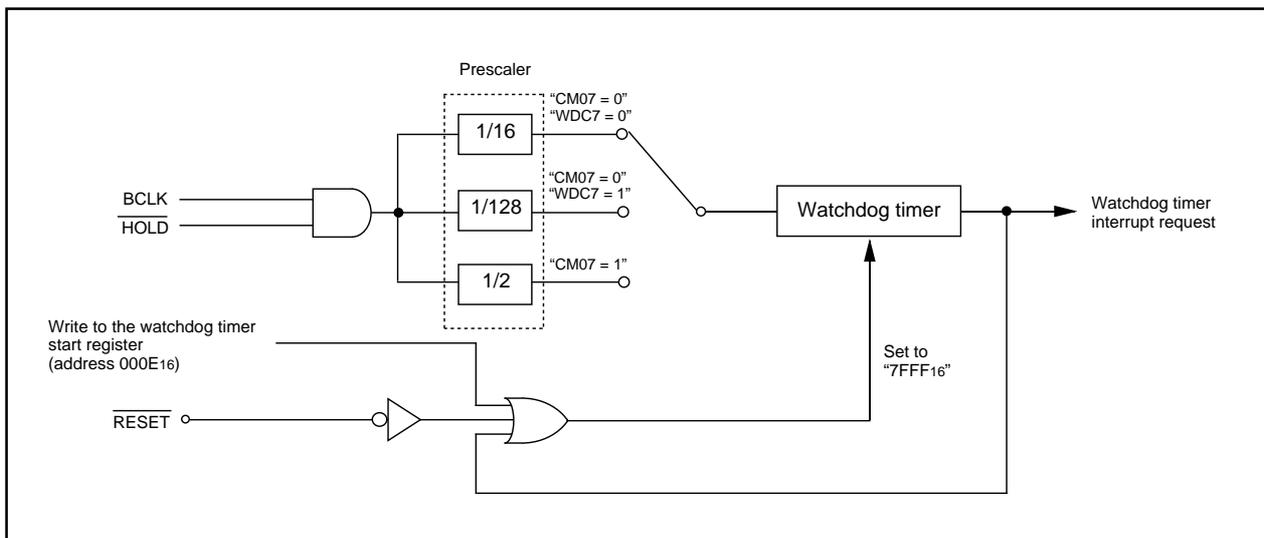 Prescaler
“CM07 = 0”
“WDC7 = 0”
1/16
“CM07 = 0”
“WDC7 = 1”
1/128
“CM07 = 1”
1/2
BCLK
HOLD
Watchdog timer
Watchdog timer
interrupt request
Write to the watchdog timer
start register
(address 000E16)
Set to
“7FFF16”
RESET